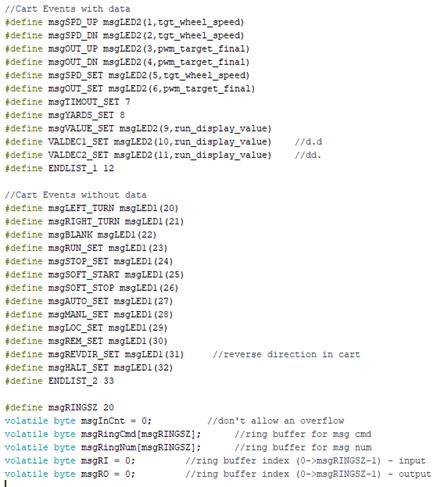 //Cart Events with data
#define msgSPD_UP msgLED2(1,tgt_wheel_speed)
#define msgSPD_DN msgLED2(2,tgt_wheel_speed)
#define msgOUT_UP msgLED2(3,pwm_target_final)
#define msgOUT_DN msgLED2(4,pwm_target_final)
#define msgSPD_SET msgLED2(5,tgt_wheel_speed)
#define msgOUT_SET msgLED2(6,pwm_target_final)
#define msgTIMOUT_SET 7
#define msgYARDS_SET 8
#define msgVALUE_SET msgLED2(9,run_display_value)
#define VALDEC1_SET msgLED2(10,run_display_value) //d.d
#define VALDEC2_SET msgLED2(11,run_display_value) //dd.
#define ENDLIST_1 12
//Cart Events without data
#define msgLEFT_TURN msgLED1(20)
#define msgRIGHT_TURN msgLED1(21)
#define msgBLANK msgLED1(22)
#define msgRUN_SET msgLED1(23)
#define msgSTOP_SET msgLED1(24)
#define msgSOFT_START msgLED1(25)
#define msgSOFT_STOP msgLED1(26)
#define msgAUTO_SET msgLED1(27)
#define msgMANL_SET msgLED1(28)
#define msgLOC_SET msgLED1(29)
#define msgREM_SET msgLED1(30)
#define msgREVDIR_SET msgLED1(31) //reverse direction in cart
#define msgHALT_SET msgLED1(32)
#define ENDLIST_2 33
#define msgRINGSZ 20
volatile byte msgInCnt = 0; //don't allow an overflow
volatile byte msgRingCmd[msgRINGSZ]; //ring buffer for msg cmd
volatile byte msgRingNum[msgRINGSZ]; //ring buffer for msg num
volatile byte msgRI = 0; //ring buffer index (0->msgRINGSZ-1) - input
volatile byte msgRO = 0; //ring buffer index (0->msgRINGSZ-1) - output